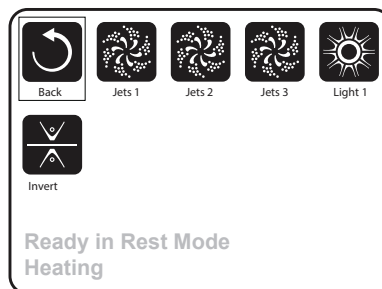 Back Jets 1 Jets 2 Jets 3 Light 1
Invert
Ready in Rest Mode
Heating